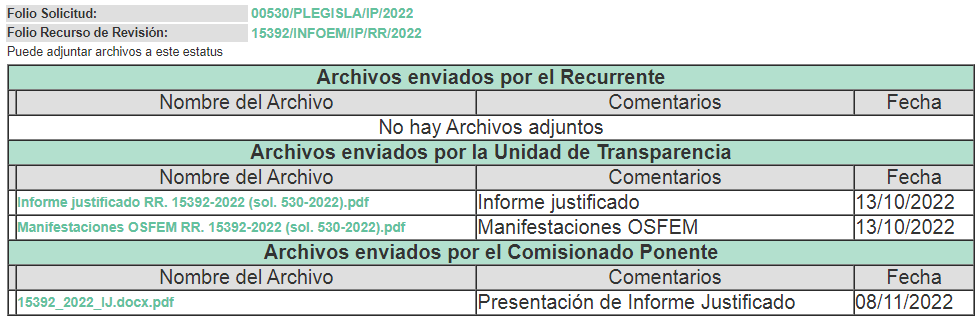 Folio Solicitud: 00530/PLEGISLA/IP/2022
Folio Recurso de Revisión: 15392/INFOEM/IP/RR/2022
Puede adjuntar archivos a este estatus
Archivos enviados por el Recurrente
Nombre del Archivo Comentarios Fecha
No hay Archivos adjuntos
Archivos enviados por la Unidad de Transparencia
Nombre del Archivo Comentarios Fecha
Informe justificado RR. 15392-2022 (sol. 530-2022).pdf Informe justificado 13/10/2022
Manifestaciones OSFEM RR. 15392-2022 (sol. 530-2022).pdf Manifestaciones OSFEM 13/10/2022
Archivos enviados por el Comisionado Ponente
Nombre del Archivo Comentarios Fecha
15392_2022_IJ.docx.pdf Presentación de Informe Justificado 08/11/2022